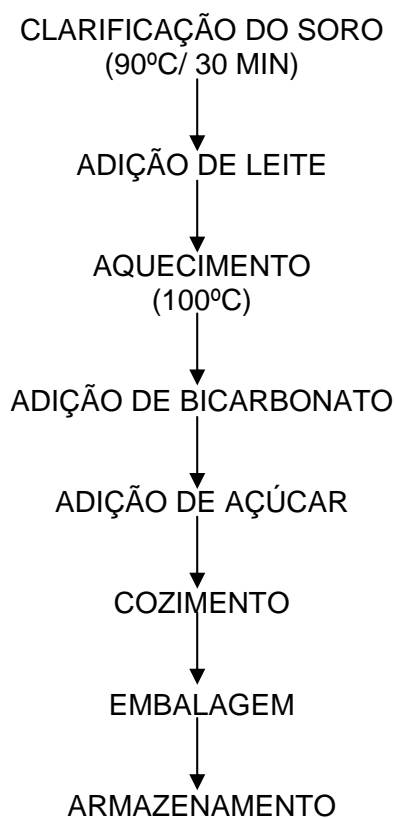 CLARIFICAÇÃO DO SORO
(90ºC/ 30 MIN)
ADIÇÃO DE LEITE
AQUECIMENTO
(100ºC)
ADIÇÃO DE BICARBONATO
ADIÇÃO DE AÇÚCAR
COZIMENTO
EMBALAGEM
ARMAZENAMENTO